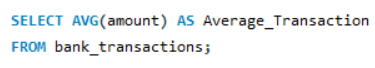 SELECT AVG(amount) AS Average_Transaction
FROM bank_transactions;